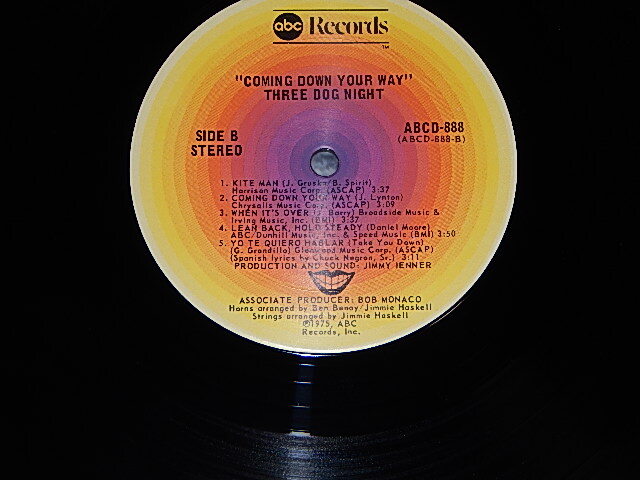 abc Records
TM
"COMING DOWN YOUR WAY"
THREE DOG NIGHT
SIDE B
STEREO
ABCD-888
(ABCD-888-B)
1. KITE MAN (J. Gruska/B. Spirit)
Harrison Music Corp. (ASCAP) 3:37
2. COMING DOWN YOUR WAY (J. Lynton)
Chrysalis Music Corp. (ASCAP) 3:09
3. WHEN IT'S OVER (J. Barry) Broadside Music &
Irving Music, Inc. (BMI) 3:37
4. LEAN BACK, HOLD STEADY (Daniel Moore)
ABC/Dunhill Music, Inc. & Speed Music (BMI) 3:50
5. YO TE QUIERO HABLAR (Take You Down)
(G. Grandillo) Glenwood Music Corp. (ASCAP)
(Spanish lyrics by Chuck Negron, Sr.) 3:11
PRODUCTION AND SOUND: JIMMY IENNER
ASSOCIATE PRODUCER: BOB MONACO
Horns arranged by Ben Benay/Jimmie Haskell
Strings arranged by Jimmie Haskell
©1975, ABC
Records, Inc.